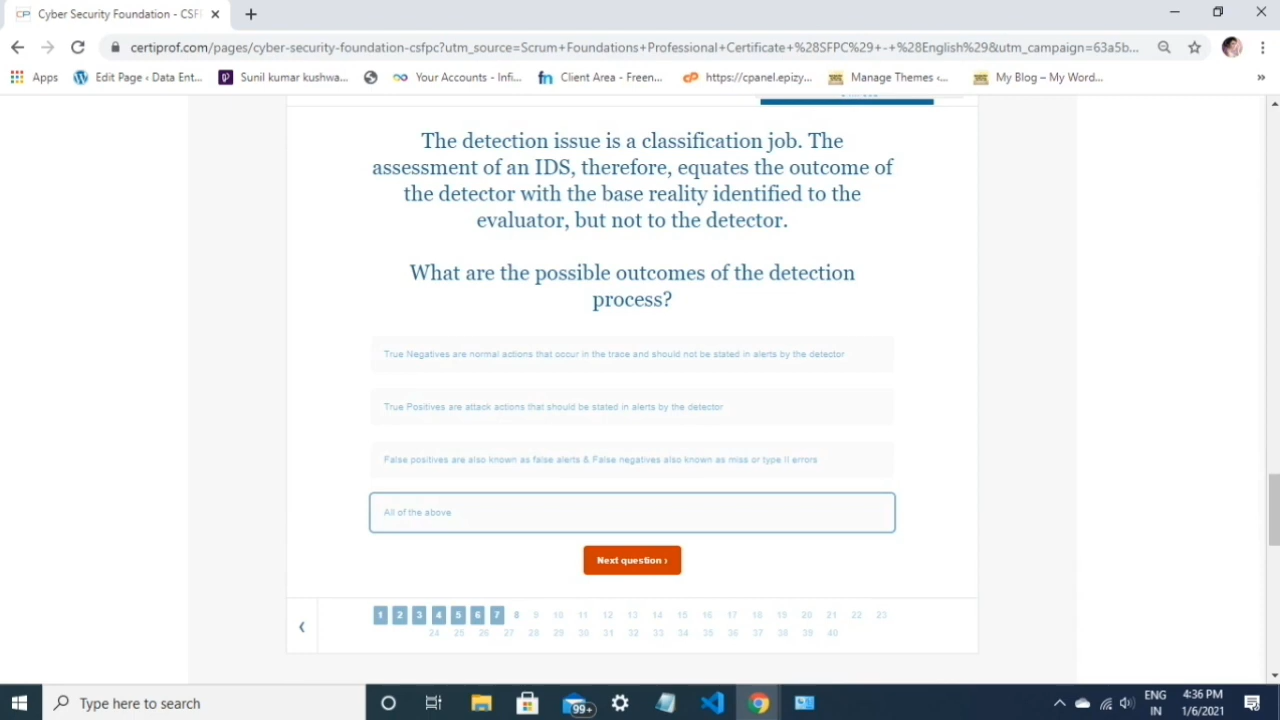 Cyber Security Foundation - CSFI
certiprof.com/pages/cyber-security-foundation-csfpc?utm_source=Scrum+Foundations+Professional+Certificate+%28SFPC%29+-+%28English%29&utm_campaign=63a5b...
Apps Edit Page ‹ Data Ent... Sunil kumar kushwa... Your Accounts - Infi... Client Area - Freen... https://cpanel.epizy... Manage Themes ‹... My Blog – My Word... »
The detection issue is a classification job. The
assessment of an IDS, therefore, equates the outcome of
the detector with the base reality identified to the
evaluator, but not to the detector.
What are the possible outcomes of the detection
process?
True Negatives are normal actions that occur in the trace and should not be stated in alerts by the detector
True Positives are attack actions that should be stated in alerts by the detector
False positives are also known as false alerts & False negatives also known as miss or type II errors
All of the above
Next question ›
1 2 3 4 5 6 7 8 9 10 11 12 13 14 15 16 17 18 19 20 21 22 23
24 25 26 27 28 29 30 31 32 33 34 35 36 37 38 39 40
Type here to search
99+
ENG
IN
4:36 PM
1/6/2021